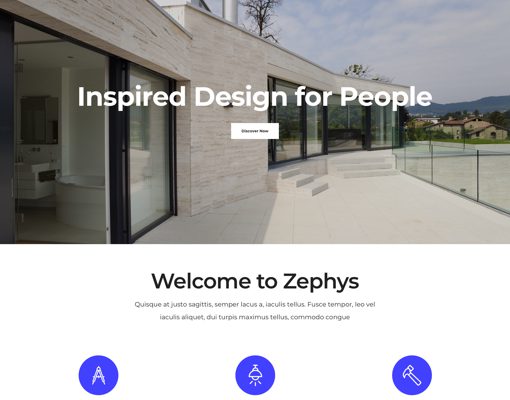 Inspired Design for People
Discover Now
Welcome to Zephys
Quisque at justo sagittis, semper lacus a, iaculis tellus. Fusce tempor, leo vel
iaculis aliquet, dui turpis maximus tellus, commodo congue